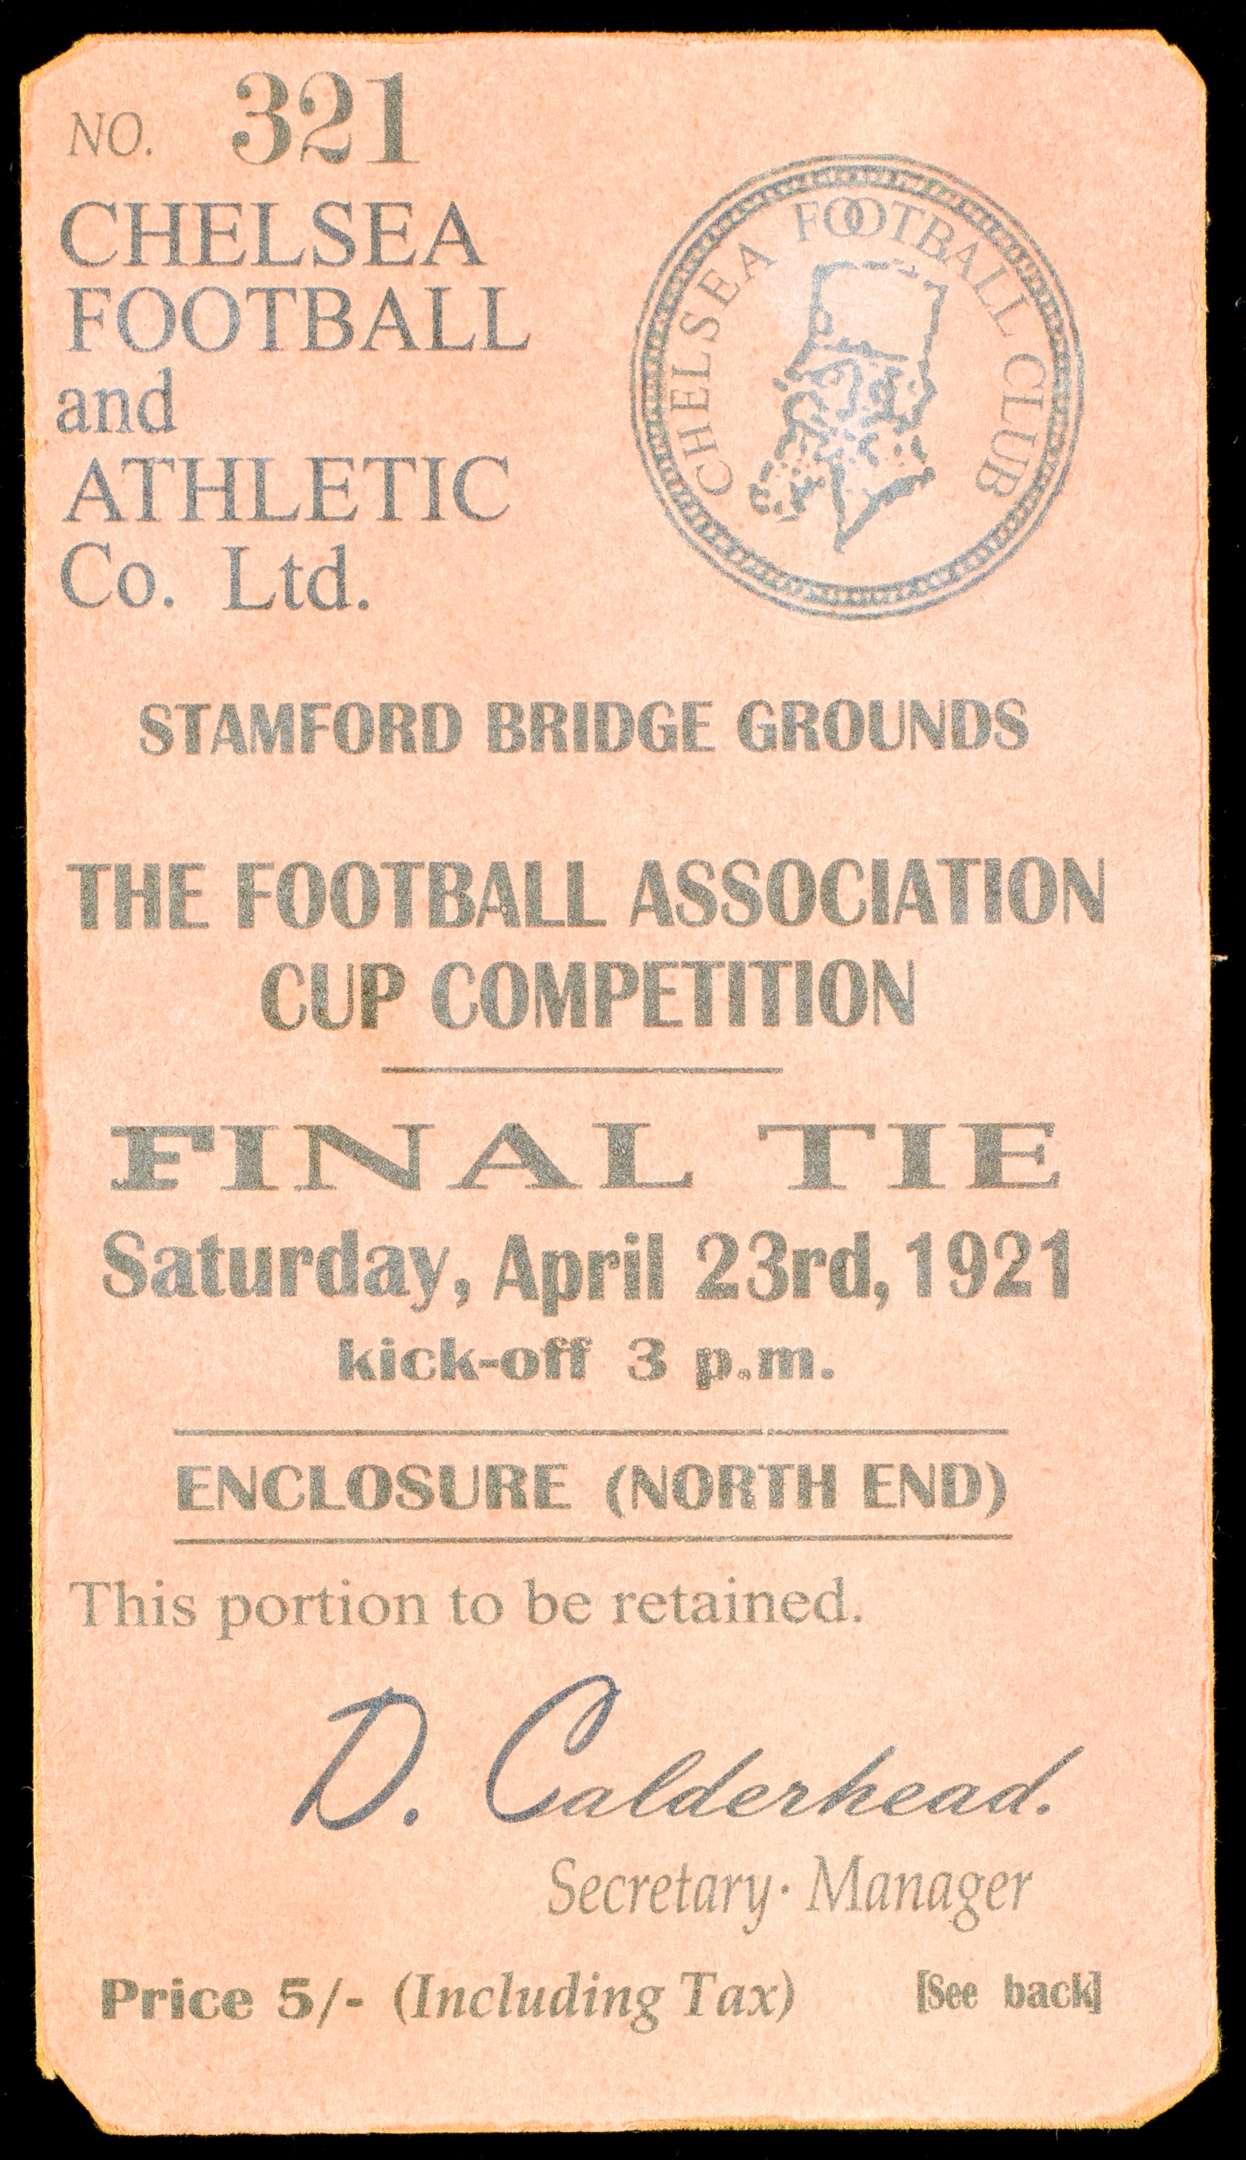 NO. 321
CHELSEA
FOOTBALL
and
ATHLETIC
Co. Ltd.
CHELSEA FOOTBALL CLUB
STAMFORD BRIDGE GROUNDS
THE FOOTBALL ASSOCIATION
CUP COMPETITION
FINAL TIE
Saturday, April 23rd, 1921
kick-off 3 p.m.
ENCLOSURE (NORTH END)
This portion to be retained.
D. Calderhead.
Secretary · Manager
Price 5/- (Including Tax) [See back]